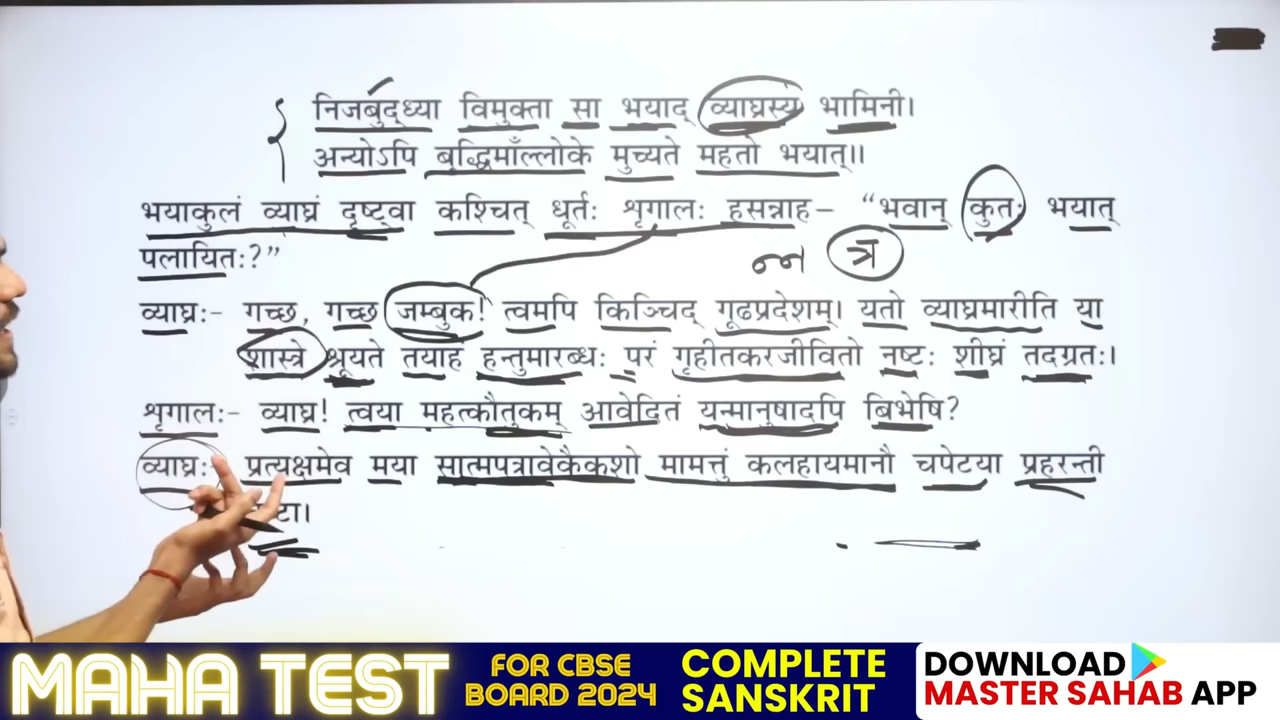 निजबुद्ध्या विमुक्ता सा भयाद् व्याघ्रस्य भामिनी।
अन्योऽपि बुद्धिमाँल्लोके मुच्यते महतो भयात्॥
भयाकुलं व्याघ्रं दृष्ट्वा कश्चित् धूर्तः शृगालः हसन्नाह– “भवान् कुतः भयात्
पलायितः?”
त्र
व्याघ्रः- गच्छ, गच्छ जम्बुक! त्वमपि किञ्चिद् गूढप्रदेशम्। यतो व्याघ्रमारीति या
शास्त्रे श्रूयते तयाह हन्तुमारब्धः परं गृहीतकरजीवितो नष्टः शीघ्रं तदग्रतः।
शृगालः- व्याघ्र! त्वया महत्कौतुकम् आवेदितं यन्मानुषादपि बिभेषि?
व्याघ्रः- प्रत्यक्षमेव मया सात्मपुत्रावेकैकशो मामत्तुं कलहायमानौ चपेटया प्रहरन्ती
MAHA TEST FOR CBSE BOARD 2024 COMPLETE SANSKRIT DOWNLOAD MASTER SAHAB APP